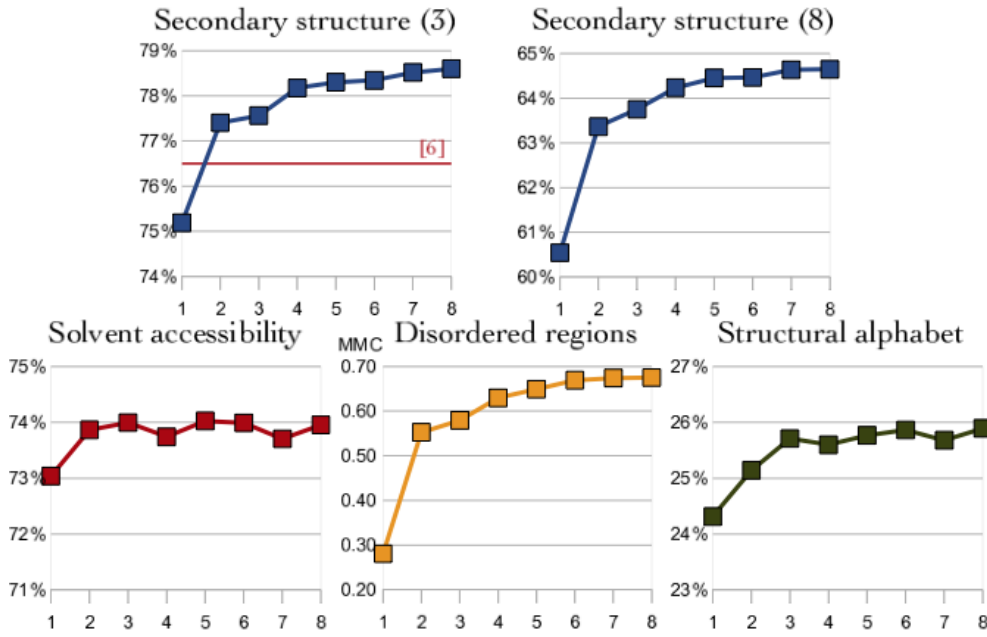 Secondary structure (3)
79%
78%
77%
76%
75%
74%
[6]
1 2 3 4 5 6 7 8
Secondary structure (8)
65%
64%
63%
62%
61%
60%
1 2 3 4 5 6 7 8
Solvent accessibility
75%
74%
73%
72%
71%
1 2 3 4 5 6 7 8
Disordered regions
MMC
0.70
0.60
0.50
0.40
0.30
0.20
1 2 3 4 5 6 7 8
Structural alphabet
27%
26%
25%
24%
23%
1 2 3 4 5 6 7 8